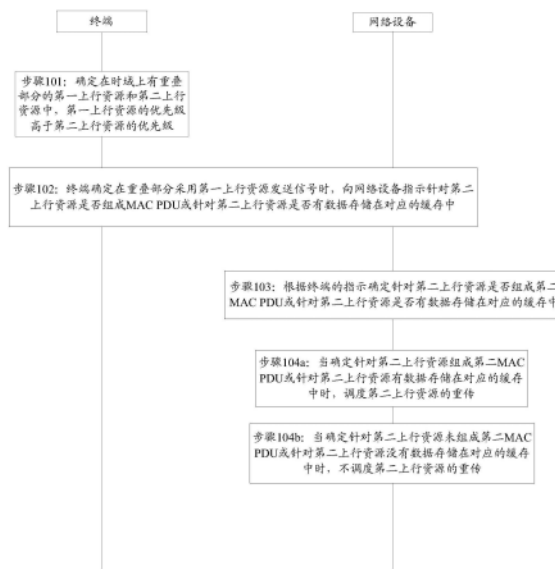 终端
网络设备
步骤101：确定在时域上有重叠
部分的第一上行资源和第二上行
资源中，第一上行资源的优先级
高于第二上行资源的优先级
步骤102：终端确定在重叠部分采用第一上行资源发送信号时，向网络设备指示针对第二
上行资源是否组成MAC PDU或针对第二上行资源是否有数据存储在对应的缓存中
步骤103：根据终端的指示确定针对第二上行资源是否组成第二
MAC PDU或针对第二上行资源是否有数据存储在对应的缓存中
步骤104a：当确定针对第二上行资源组成第二MAC
PDU或针对第二上行资源有数据存储在对应的缓存
中时，调度第二上行资源的重传
步骤104b：当确定针对第二上行资源未组成第二MAC
PDU或针对第二上行资源没有数据存储在对应的缓存
中时，不调度第二上行资源的重传